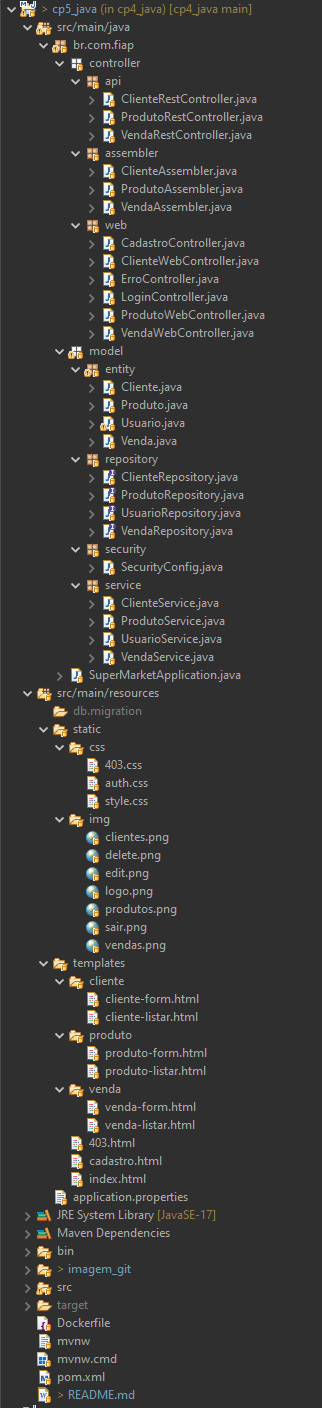 > cp5_java (in cp4_java) [cp4_java main]
src/main/java
br.com.fiap
controller
api
ClienteRestController.java
ProdutoRestController.java
VendaRestController.java
assembler
ClienteAssembler.java
ProdutoAssembler.java
VendaAssembler.java
web
CadastroController.java
ClienteWebController.java
ErroController.java
LoginController.java
ProdutoWebController.java
VendaWebController.java
model
entity
Cliente.java
Produto.java
Usuario.java
Venda.java
repository
ClienteRepository.java
ProdutoRepository.java
UsuarioRepository.java
VendaRepository.java
security
SecurityConfig.java
service
ClienteService.java
ProdutoService.java
UsuarioService.java
VendaService.java
SuperMarketApplication.java
src/main/resources
db.migration
static
css
403.css
auth.css
style.css
img
clientes.png
delete.png
edit.png
logo.png
produtos.png
sair.png
vendas.png
templates
cliente
cliente-form.html
cliente-listar.html
produto
produto-form.html
produto-listar.html
venda
venda-form.html
venda-listar.html
403.html
cadastro.html
index.html
application.properties
JRE System Library [JavaSE-17]
Maven Dependencies
bin
> imagem_git
src
target
Dockerfile
mvnw
mvnw.cmd
pom.xml
> README.md